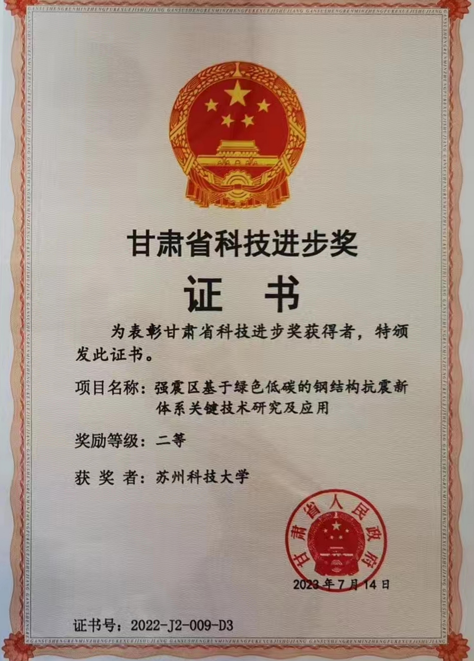 甘肃省科技进步奖
证 书
为表彰甘肃省科技进步奖获得者，特颁
发此证书。
项目名称：强震区基于绿色低碳的钢结构抗震新
体系关键技术研究及应用
奖励等级：二等
获 奖 者：苏州科技大学
甘肃省人民政府
2023年7月14日
证书号：2022-J2-009-D3